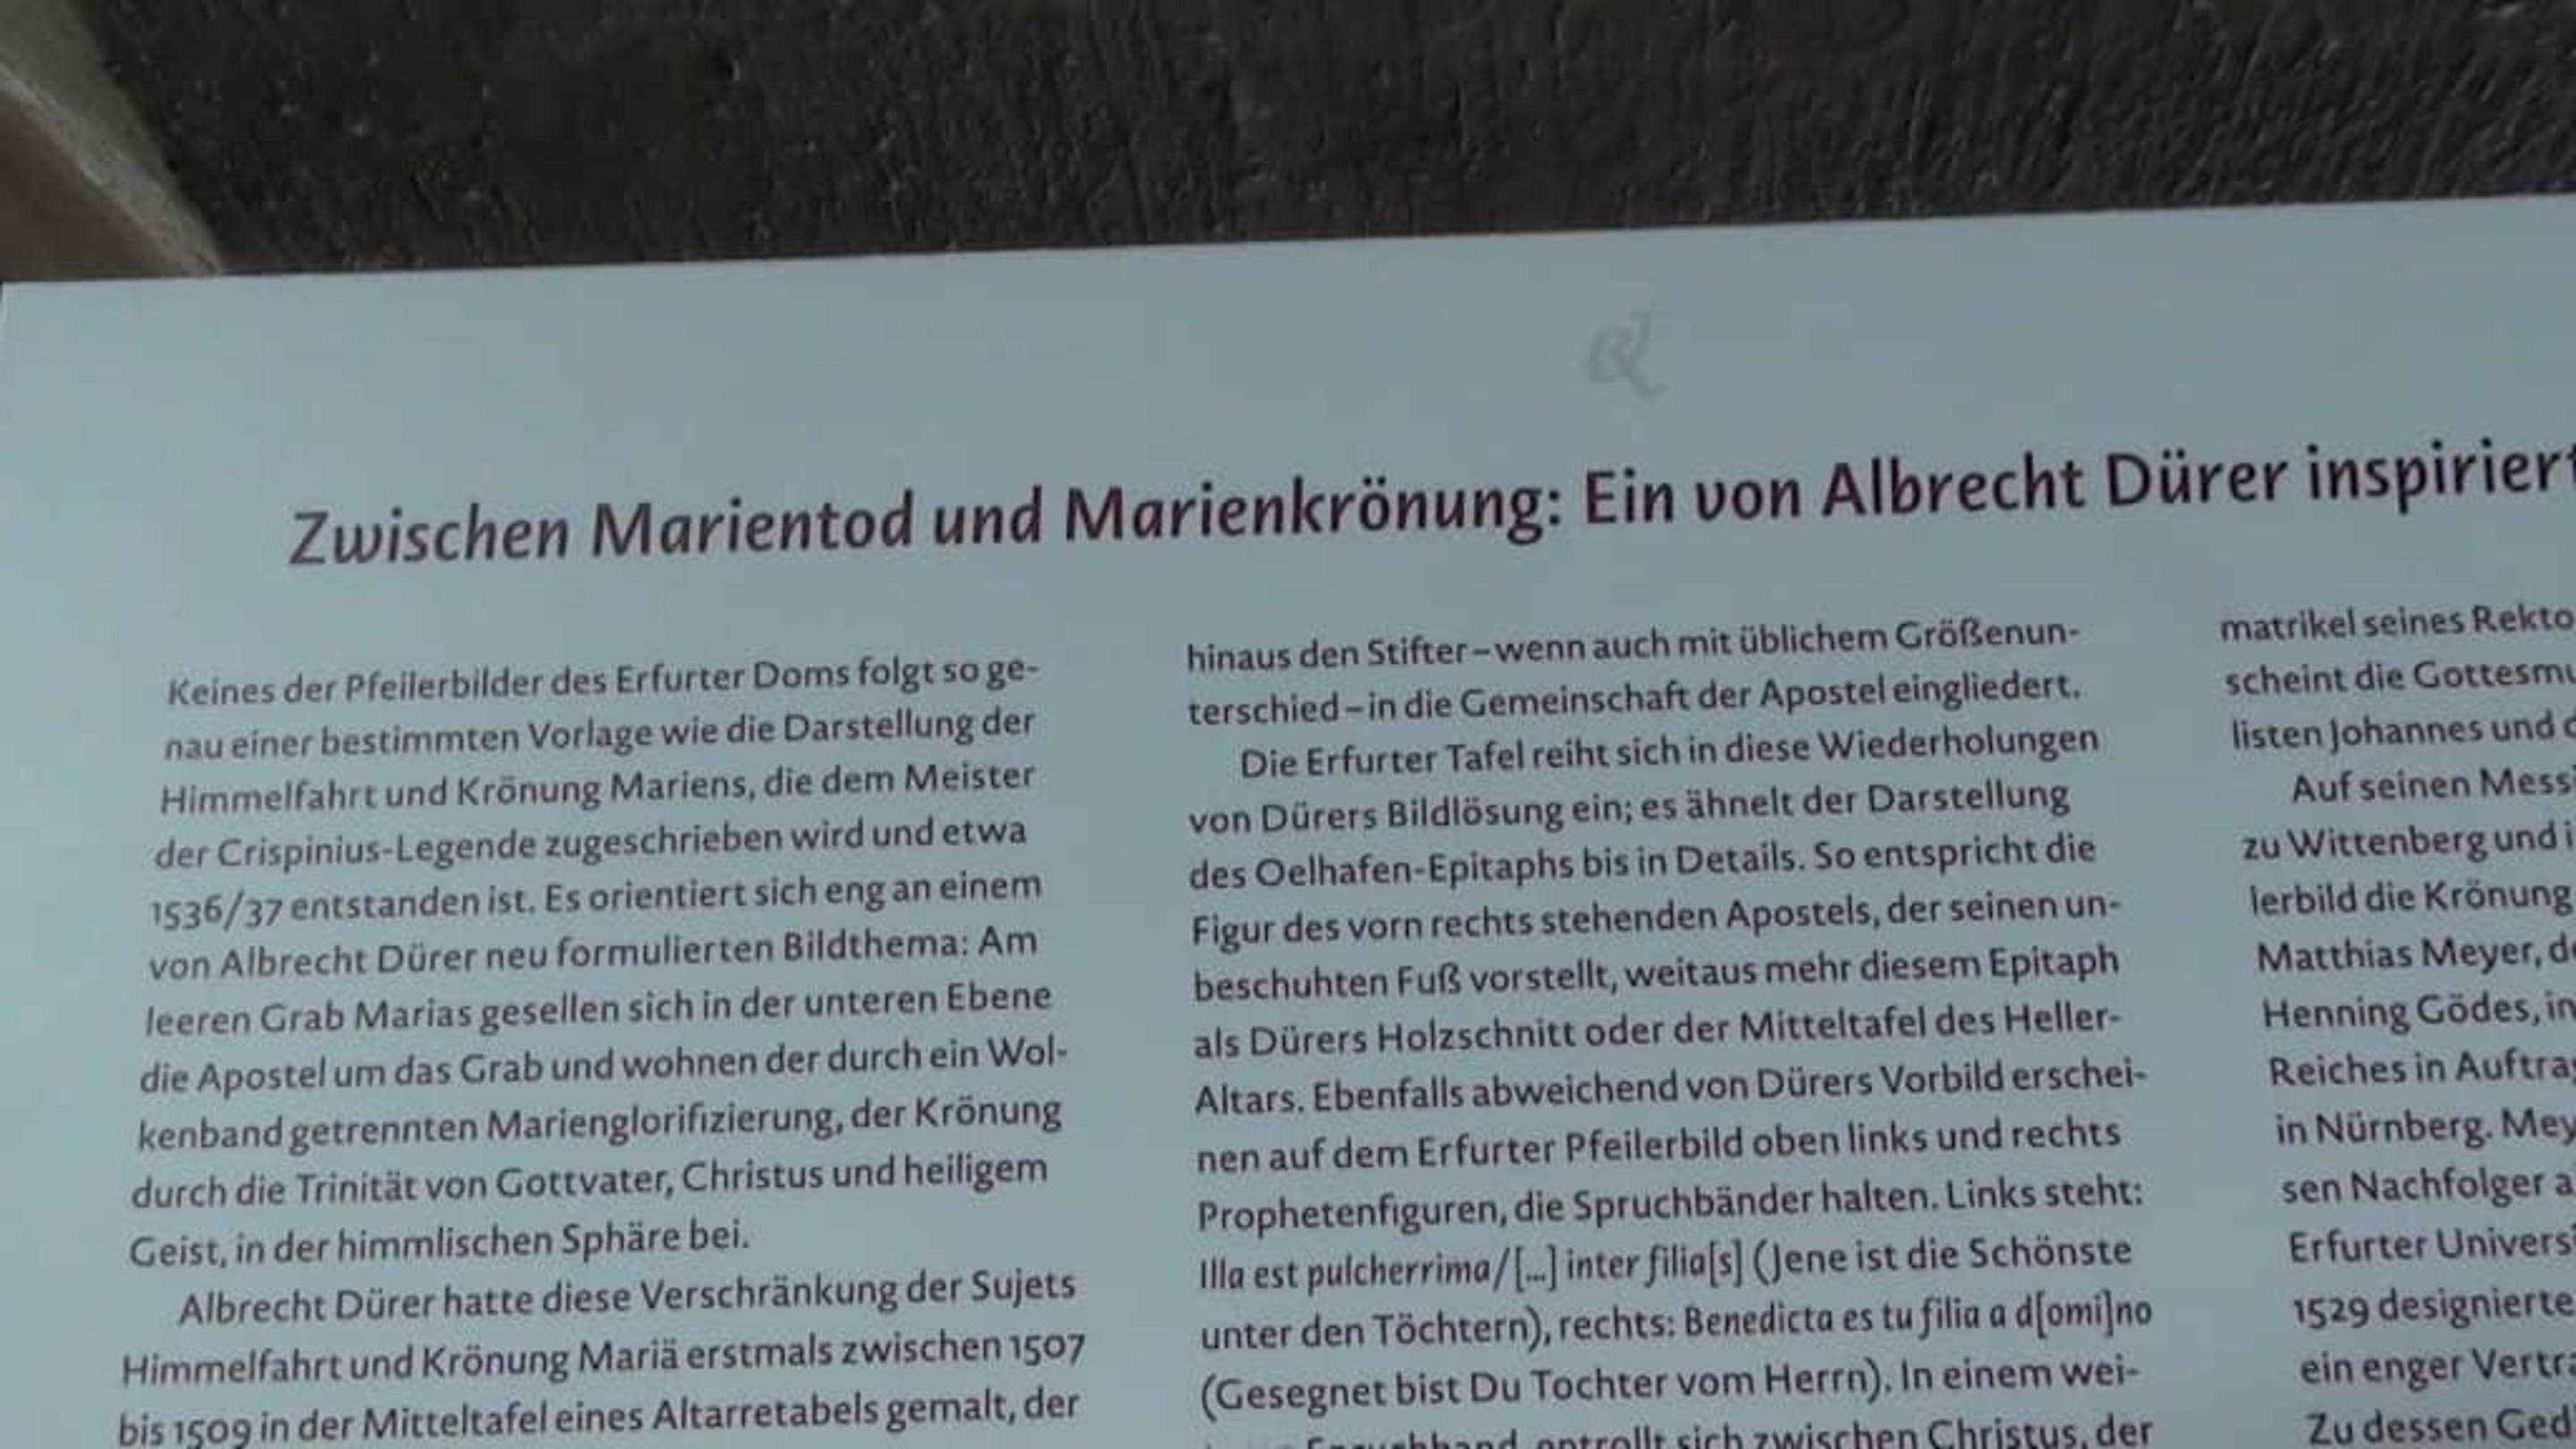 Zwischen Marientod und Marienkrönung: Ein von Albrecht Dürer inspiriert
Keines der Pfeilerbilder des Erfurter Doms folgt so ge-
nau einer bestimmten Vorlage wie die Darstellung der
Himmelfahrt und Krönung Mariens, die dem Meister
der Crispinius-Legende zugeschrieben wird und etwa
1536/37 entstanden ist. Es orientiert sich eng an einem
von Albrecht Dürer neu formulierten Bildthema: Am
leeren Grab Marias gesellen sich in der unteren Ebene
die Apostel um das Grab und wohnen der durch ein Wol-
kenband getrennten Marienglorifizierung, der Krönung
durch die Trinität von Gottvater, Christus und heiligem
Geist, in der himmlischen Sphäre bei.
Albrecht Dürer hatte diese Verschränkung der Sujets
Himmelfahrt und Krönung Mariä erstmals zwischen 1507
bis 1509 in der Mitteltafel eines Altarretabels gemalt, der
hinaus den Stifter – wenn auch mit üblichem Größenun-
terschied – in die Gemeinschaft der Apostel eingliedert.
Die Erfurter Tafel reiht sich in diese Wiederholungen
von Dürers Bildlösung ein; es ähnelt der Darstellung
des Oelhafen-Epitaphs bis in Details. So entspricht die
Figur des vorn rechts stehenden Apostels, der seinen un-
beschuhten Fuß vorstellt, weitaus mehr diesem Epitaph
als Dürers Holzschnitt oder der Mitteltafel des Heller-
Altars. Ebenfalls abweichend von Dürers Vorbild erschei-
nen auf dem Erfurter Pfeilerbild oben links und rechts
Prophetenfiguren, die Spruchbänder halten. Links steht:
Illa est pulcherrima/[...] inter filia[s] (Jene ist die Schönste
unter den Töchtern), rechts: Benedicta es tu filia a d[omi]no
(Gesegnet bist Du Tochter vom Herrn). In einem wei-
entrollt sich zwischen Christus, der
matrikel seines Rekto
scheint die Gottesmu
listen Johannes und
Auf seinen Mess
zu Wittenberg und i
lerbild die Krönung
Matthias Meyer, d
Henning Gödes, in
Reiches in Auftra
in Nürnberg. Mey
sen Nachfolger a
Erfurter Univers
1529 designierte
ein enger Vertr
Zu dessen Ged